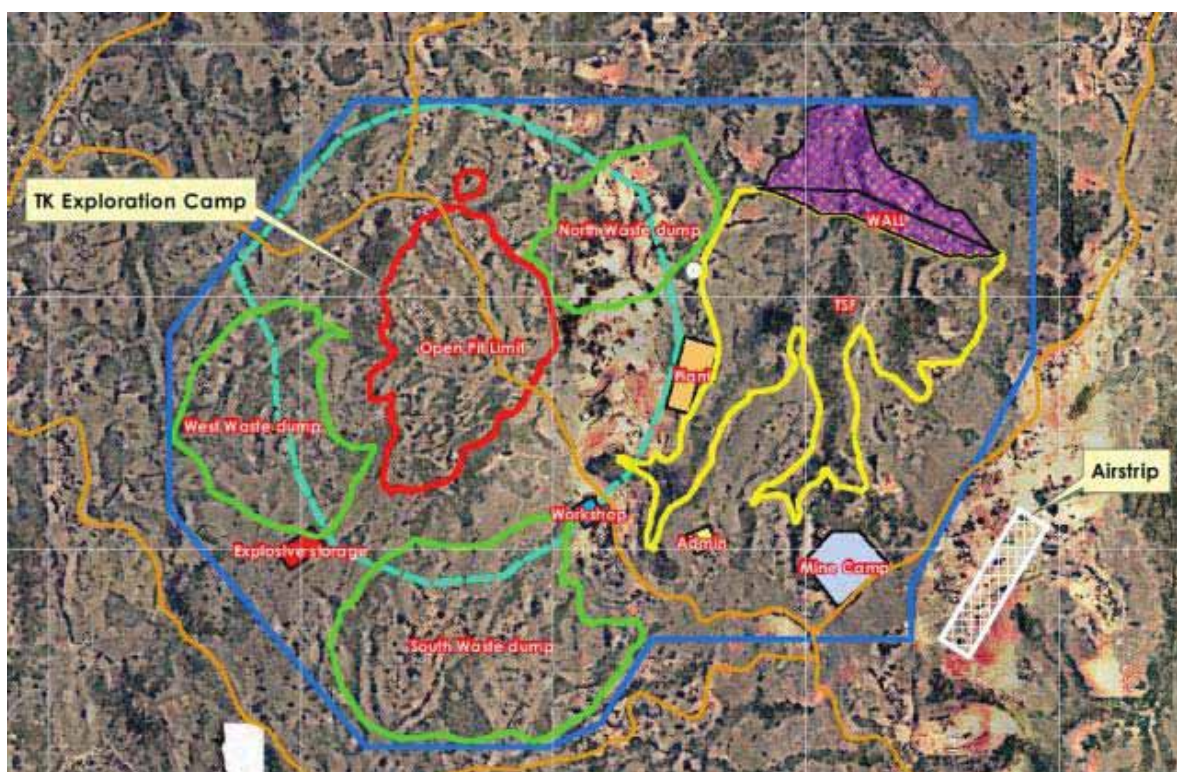 TK Exploration Camp
WALL
North Waste dump
TSF
Open Pit Limit
Plant
West Waste dump
Airstrip
Workshop
Admin
Explosive storage
Mine Camp
South Waste dump